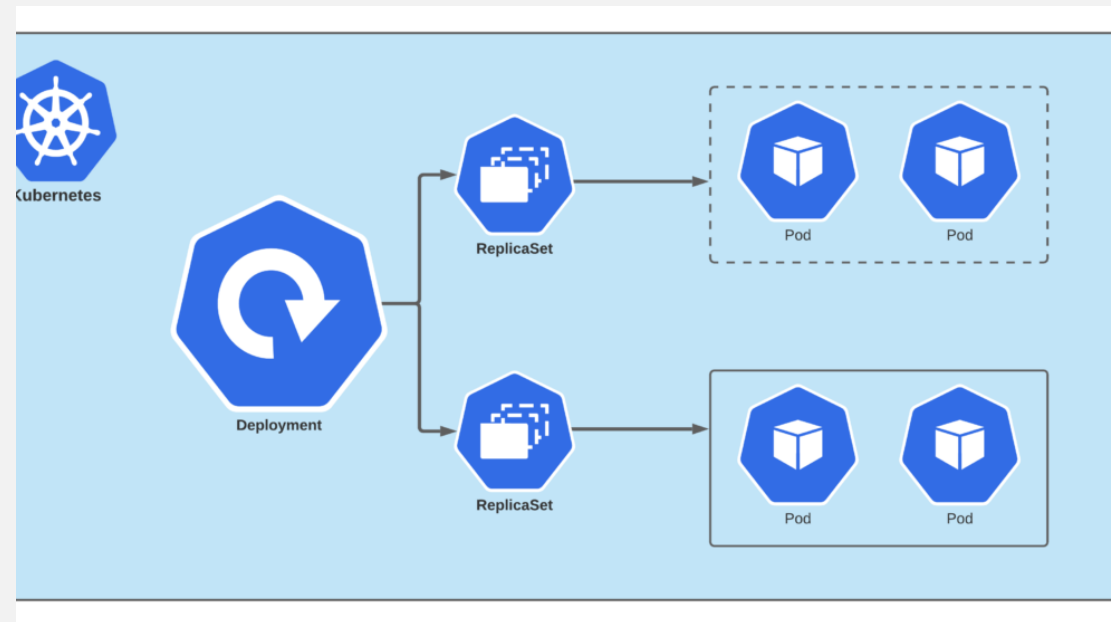 Kubernetes
ReplicaSet
Pod
Pod
Deployment
ReplicaSet
Pod
Pod